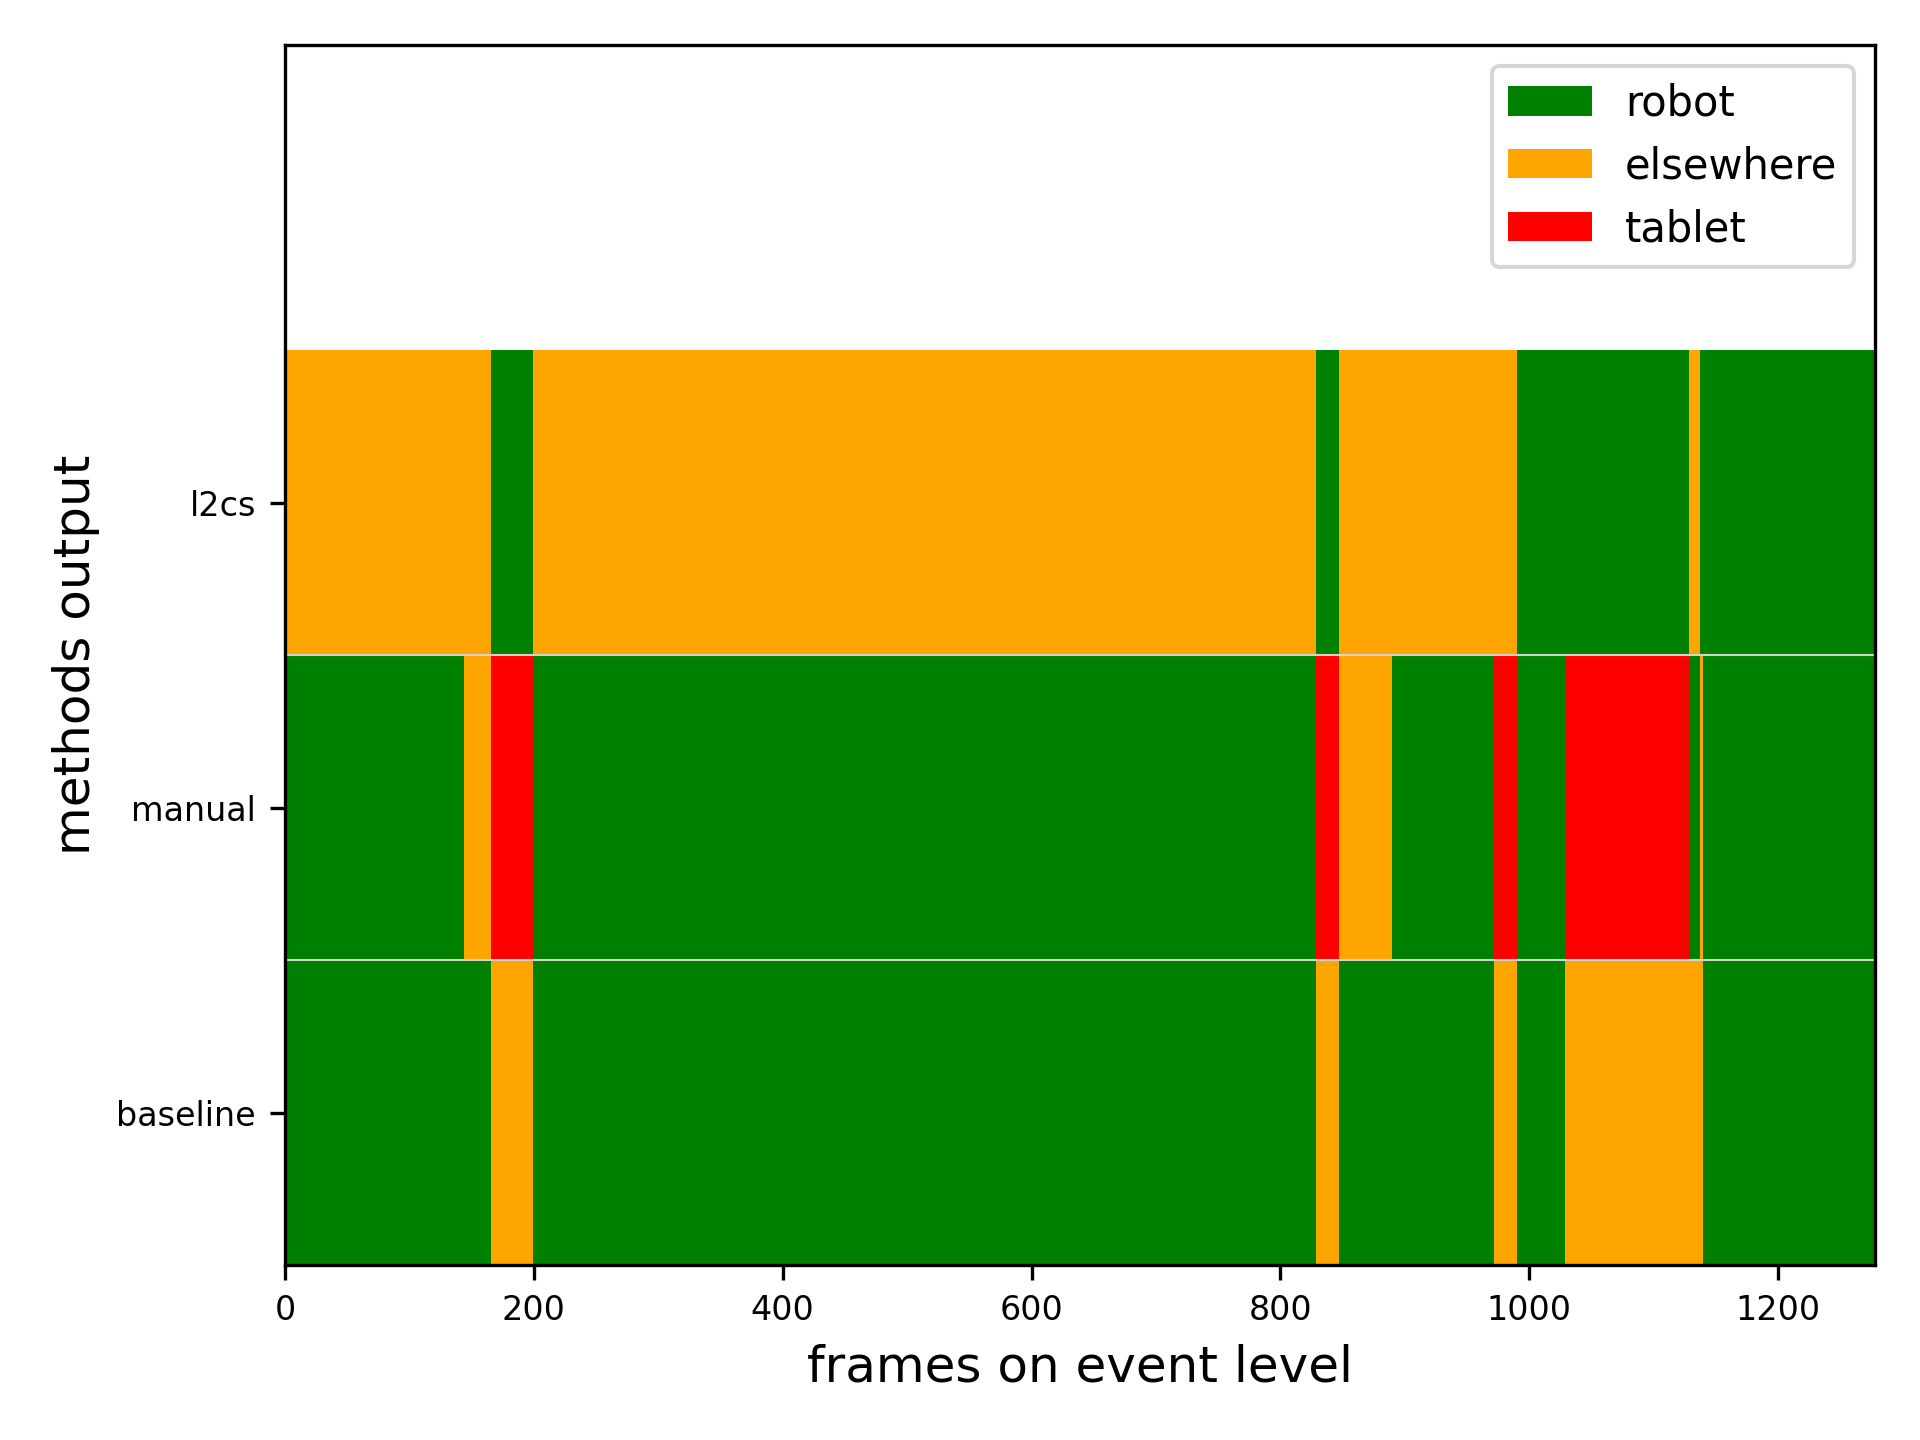 robot
elsewhere
tablet
methods output
l2cs
manual
baseline
0 200 400 600 800 1000 1200
frames on event level